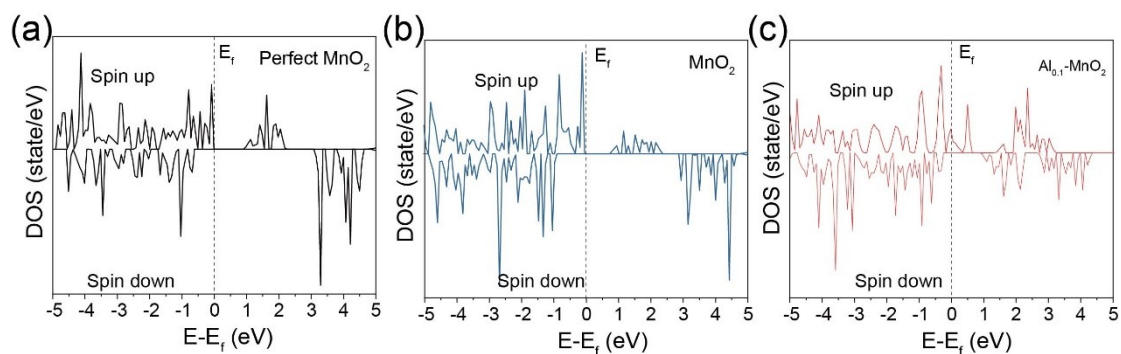 (a)
DOS (state/eV)
Spin up
E_f
Perfect MnO₂
Spin down
-5 -4 -3 -2 -1 0 1 2 3 4 5
E-E_f (eV)
(b)
DOS (state/eV)
Spin up
E_f
MnO₂
Spin down
-5 -4 -3 -2 -1 0 1 2 3 4 5
E-E_f (eV)
(c)
DOS (state/eV)
Spin up
E_f
Al₀.₁-MnO₂
Spin down
-5 -4 -3 -2 -1 0 1 2 3 4 5
E-E_f (eV)